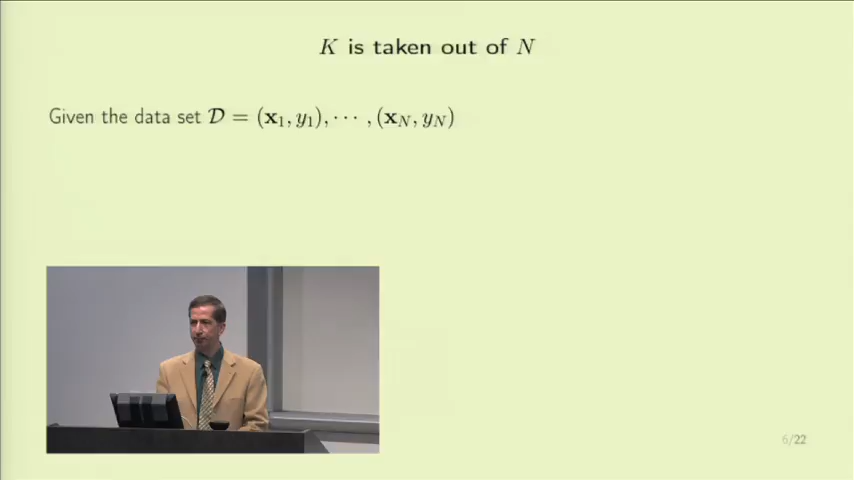 K is taken out of N
Given the data set 𝒟 = (x₁, y₁), ⋯ , (x_N, y_N)
6/22